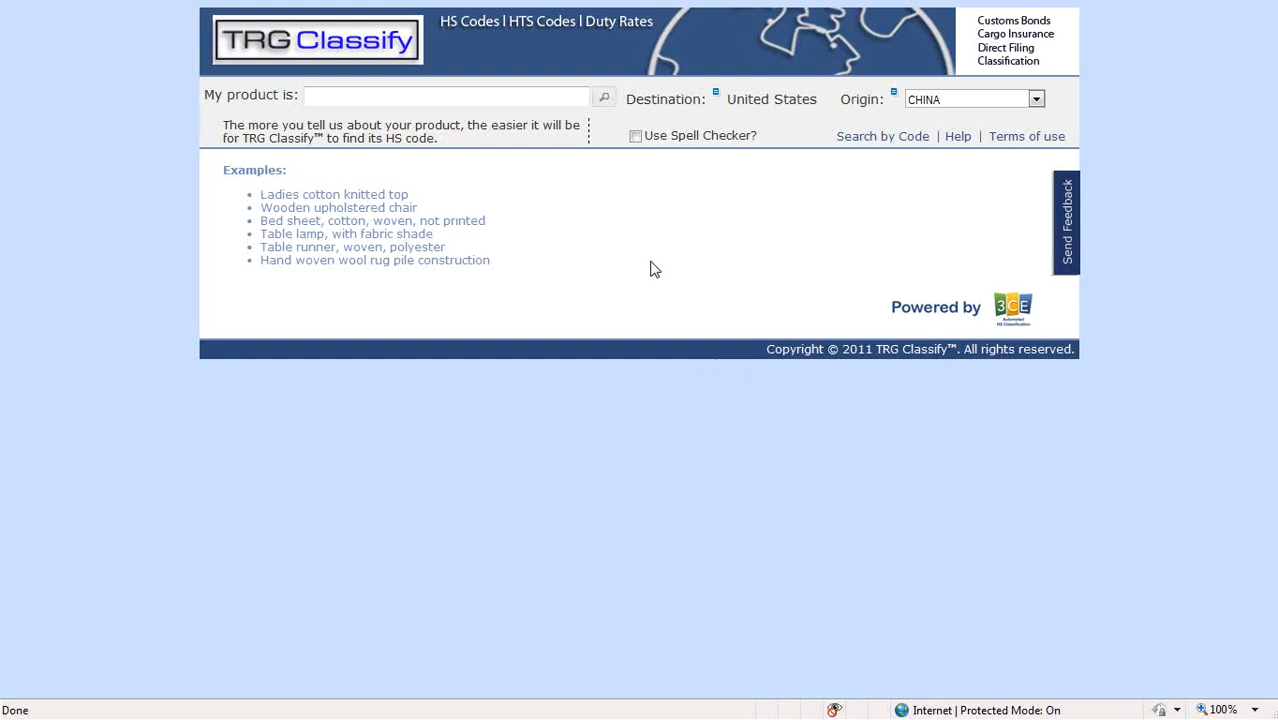 TRG Classify
HS Codes | HTS Codes | Duty Rates
Customs Bonds
Cargo Insurance
Direct Filing
Classification
My product is:
Destination: United States
Origin: CHINA
The more you tell us about your product, the easier it will be
for TRG Classify™ to find its HS code.
Use Spell Checker?
Search by Code | Help | Terms of use
Examples:
• Ladies cotton knitted top
• Wooden upholstered chair
• Bed sheet, cotton, woven, not printed
• Table lamp, with fabric shade
• Table runner, woven, polyester
• Hand woven wool rug pile construction
Send Feedback
Powered by 3CE
Automated
HS Classification
Copyright © 2011 TRG Classify™. All rights reserved.
Done
Internet | Protected Mode: On
100%